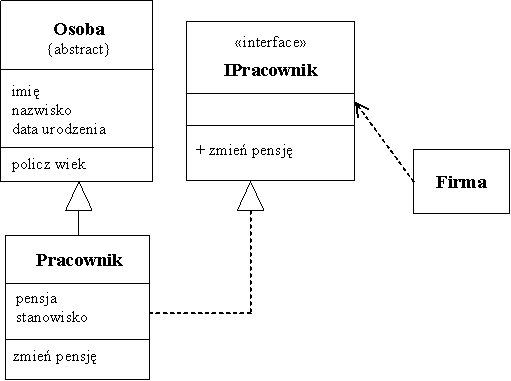 Osoba
{abstract}
imię
nazwisko
data urodzenia
policz wiek
«interface»
IPracownik
+ zmień pensję
Firma
Pracownik
pensja
stanowisko
zmień pensję